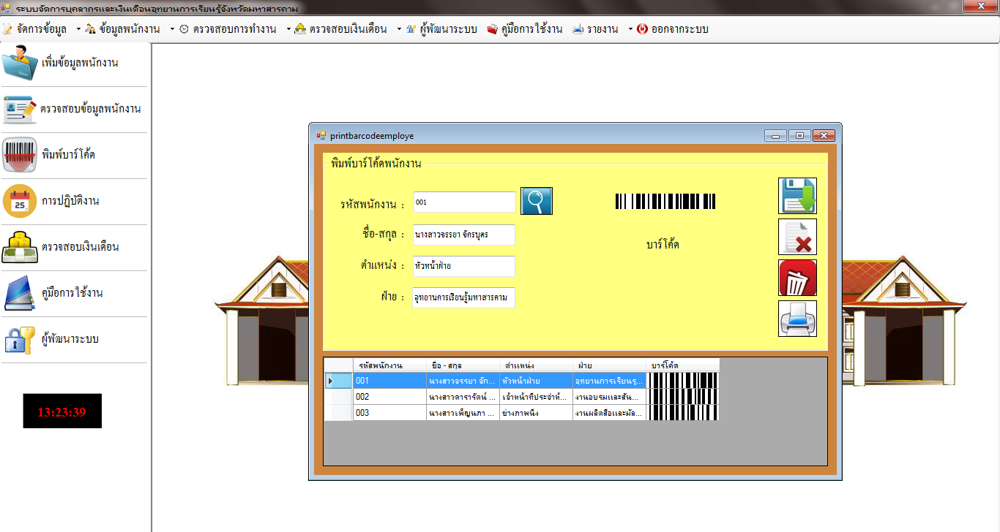 ระบบจัดการบุคลากรและเงินเดือนอุทยานการเรียนรู้จังหวัดมหาสารคาม
จัดการข้อมูล ข้อมูลพนักงาน ตรวจสอบการทำงาน ตรวจสอบเงินเดือน ผู้พัฒนาระบบ คู่มือการใช้งาน รายงาน ออกจากระบบ
เพิ่มข้อมูลพนักงาน
ตรวจสอบข้อมูลพนักงาน
พิมพ์บาร์โค้ด
25
การปฏิบัติงาน
ตรวจสอบเงินเดือน
คู่มือการใช้งาน
ผู้พัฒนาระบบ
13:23:39
printbarcodeemploye
พิมพ์บาร์โค้ดพนักงาน
รหัสพนักงาน : 001
ชื่อ-สกุล : นางสาวจรรยา จักรบุตร
บาร์โค้ด
ตำแหน่ง : หัวหน้าฝ่าย
ฝ่าย : อุทยานการเรียนรู้มหาสารคาม
รหัสพนักงาน ชื่อ - สกุล ตำแหน่ง ฝ่าย บาร์โค้ด
001 นางสาวจรรยา จัก... หัวหน้าฝ่าย อุทยานการเรียนรู...
002 นางสาวดารารัตน์ ... เจ้าหน้าที่ประจำห้... งานอบรมและสัน...
003 นางสาวเพ็ญนภา ... ช่างภาพนิ่ง งานผลิตสื่อและมัล...